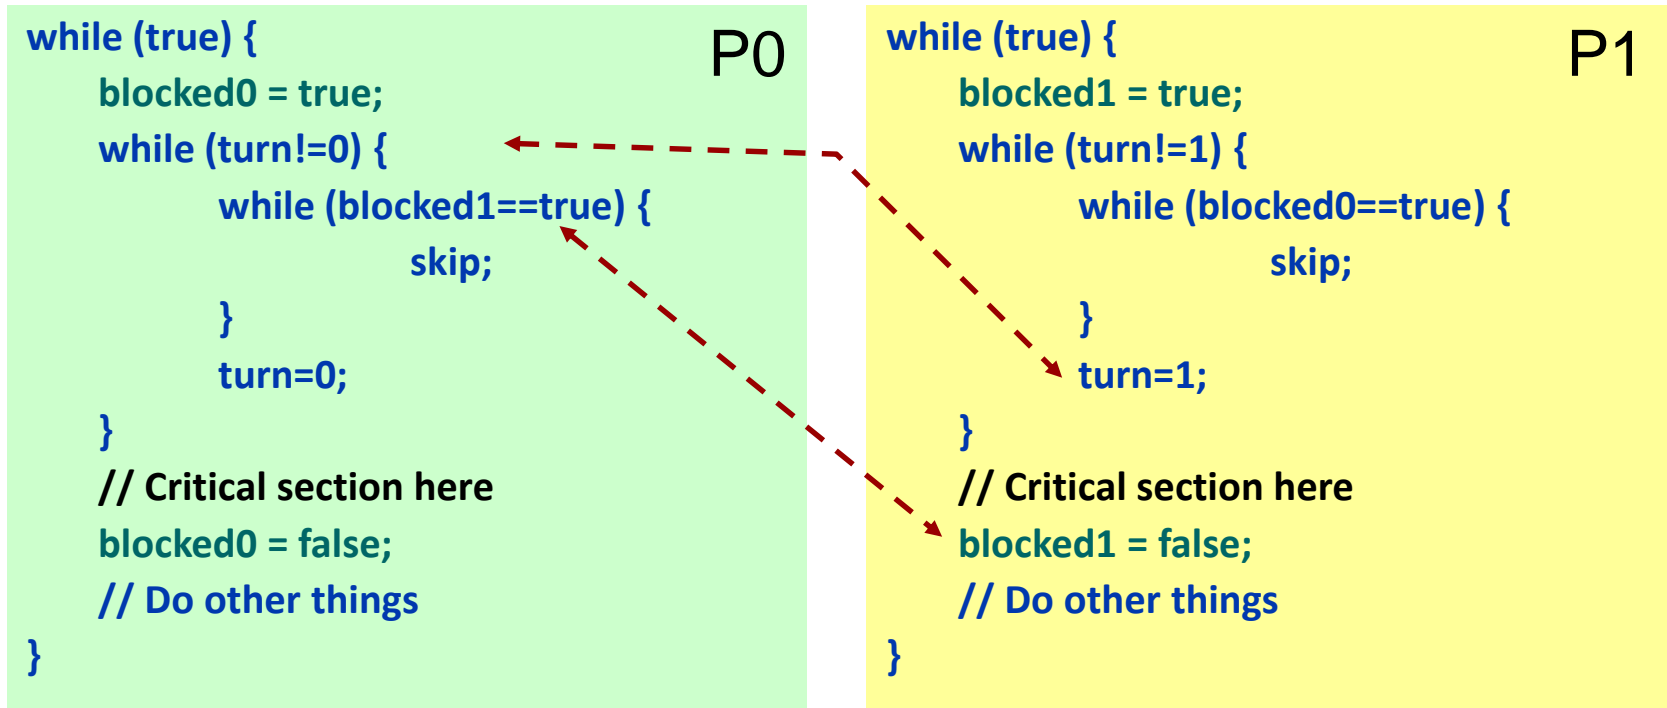 while (true) {
P0
blocked0 = true;
while (turn!=0) {
while (blocked1==true) {
skip;
}
turn=0;
}
// Critical section here
blocked0 = false;
// Do other things
}
while (true) {
P1
blocked1 = true;
while (turn!=1) {
while (blocked0==true) {
skip;
}
turn=1;
}
// Critical section here
blocked1 = false;
// Do other things
}